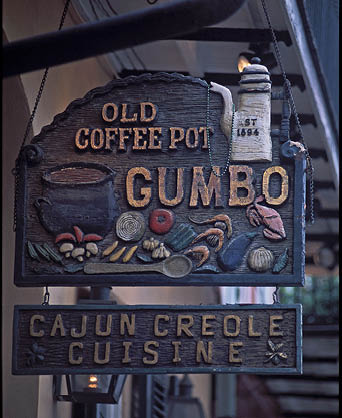 OLD
COFFEE POT
EST
1894
GUMBO
CAJUN CREOLE
CUISINE